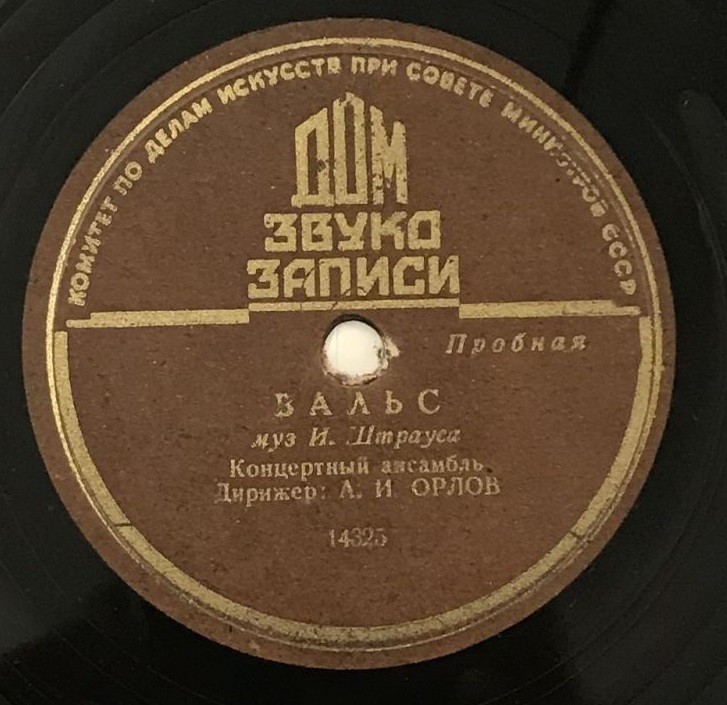 КОМИТЕТ ПО ДЕЛАМ ИСКУССТВ ПРИ СОВЕТЕ МИНИСТРОВ СССР
ДОМ
ЗВУКО
ЗАПИСИ
Пробная
ВАЛЬС
муз И. Штрауса
Концертный ансамбль
Дирижер: А. И ОРЛОВ
14325